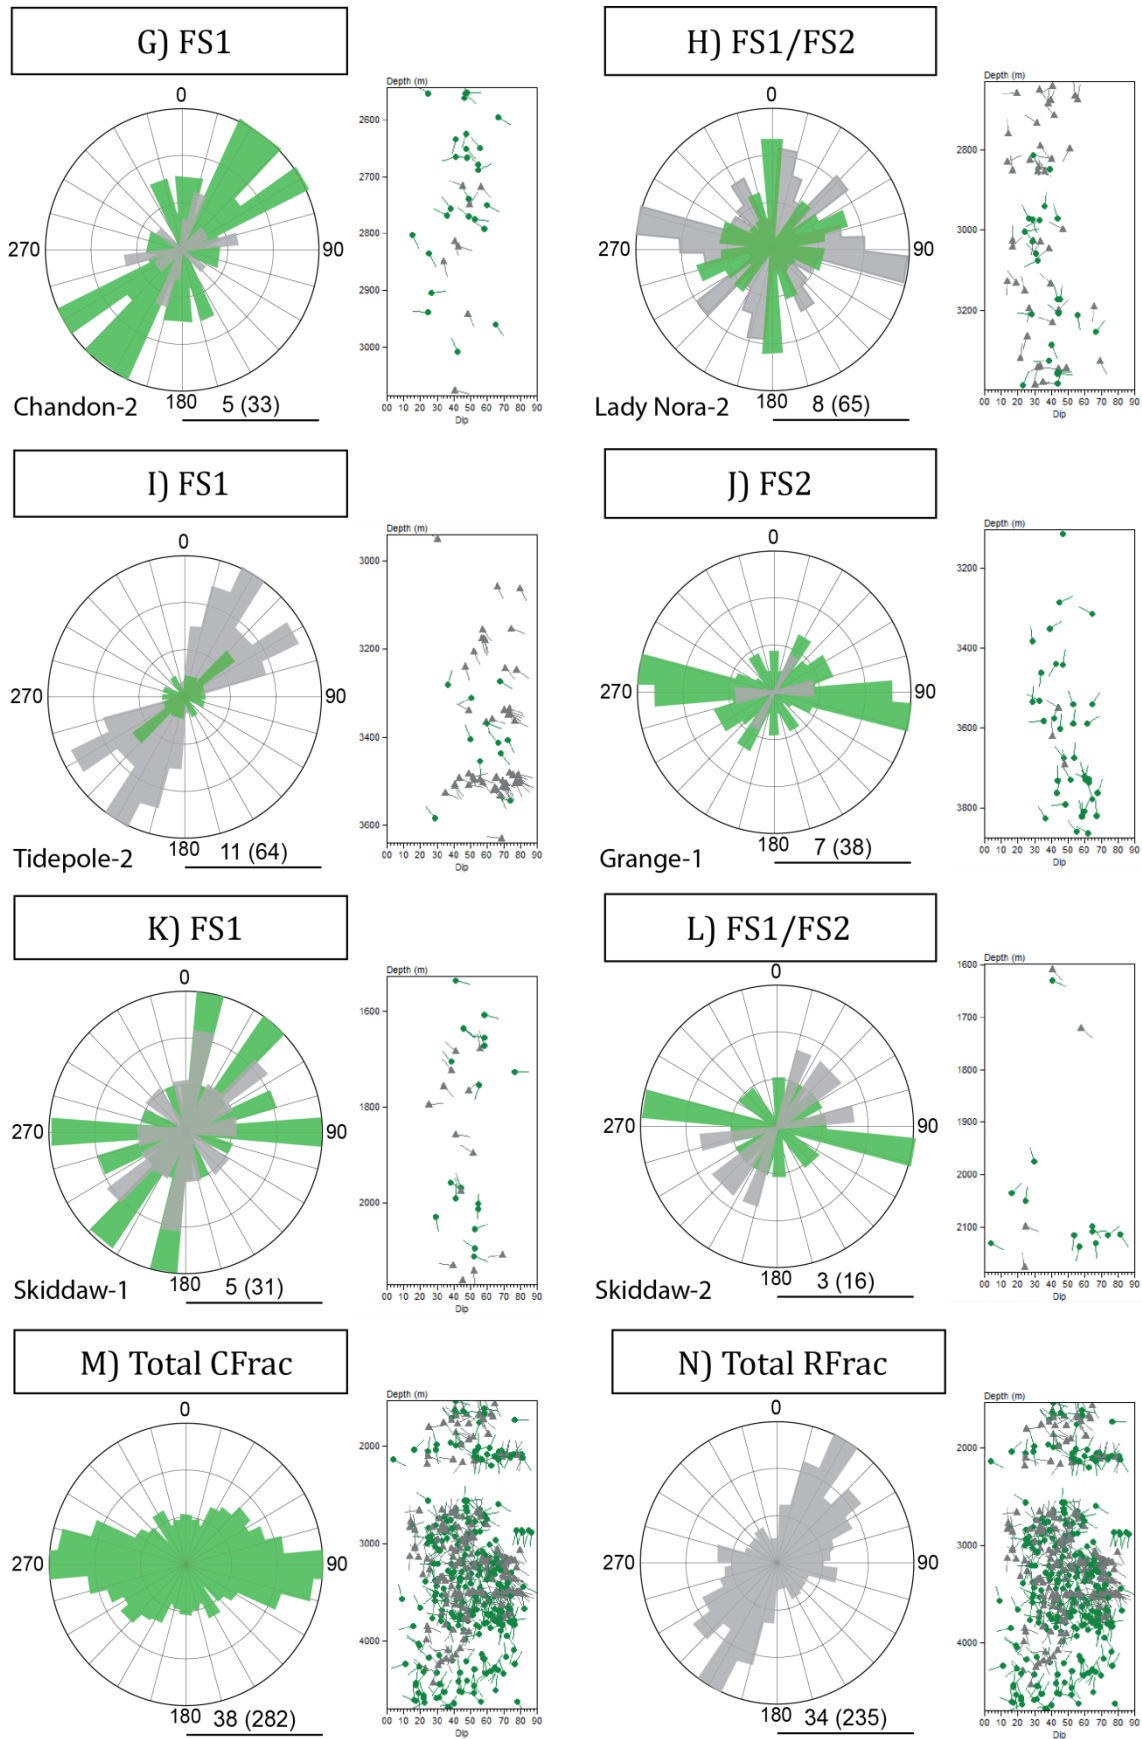 G) FS1
H) FS1/FS2
0
270
90
180
5 (33)
Chandon-2
Depth (m)
2600
2700
2800
2900
3000
00 10 20 30 40 50 60 70 80 90
Dip
0
270
90
180
8 (65)
Lady Nora-2
Depth (m)
2800
3000
3200
00 10 20 30 40 50 60 70 80 90
Dip
I) FS1
J) FS2
0
270
90
180
11 (64)
Tidepole-2
Depth (m)
3000
3200
3400
3600
00 10 20 30 40 50 60 70 80 90
Dip
0
270
90
180
7 (38)
Grange-1
Depth (m)
3200
3400
3600
3800
00 10 20 30 40 50 60 70 80 90
Dip
K) FS1
L) FS1/FS2
0
270
90
180
5 (31)
Skiddaw-1
Depth (m)
1600
1800
2000
00 10 20 30 40 50 60 70 80 90
Dip
0
270
90
180
3 (16)
Skiddaw-2
Depth (m)
1600
1700
1800
1900
2000
2100
00 10 20 30 40 50 60 70 80 90
Dip
M) Total CFrac
N) Total RFrac
0
270
90
180
38 (282)
Depth (m)
2000
3000
4000
00 10 20 30 40 50 60 70 80 90
Dip
0
270
90
180
34 (235)
Depth (m)
2000
3000
4000
00 10 20 30 40 50 60 70 80 90
Dip